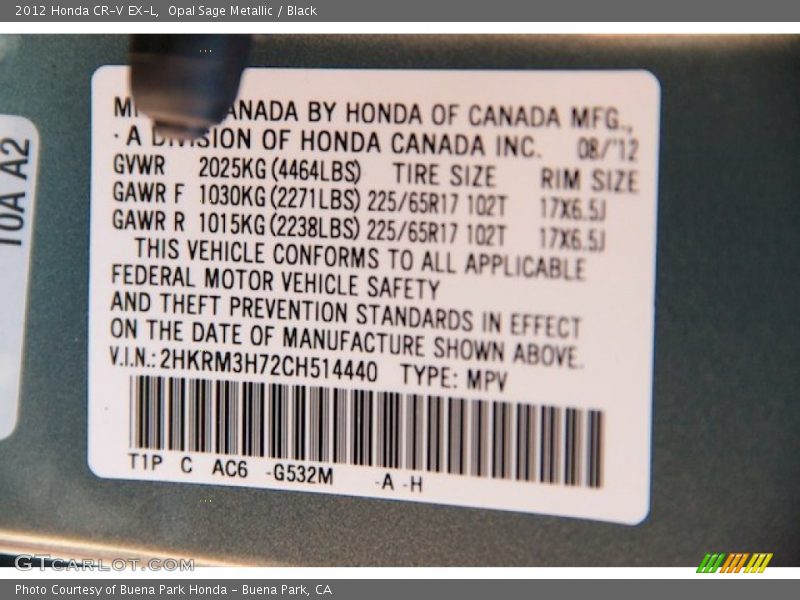 2012 Honda CR-V EX-L,  Opal Sage Metallic / Black
10A A2
CANADA BY HONDA OF CANADA MFG.,
A DIVISION OF HONDA CANADA INC. 08/'12
GVWR 2025KG(4464LBS) TIRE SIZE RIM SIZE
GAWR F 1030KG(2271LBS) 225/65R17 102T 17X6.5J
GAWR R 1015KG(2238LBS) 225/65R17 102T 17X6.5J
THIS VEHICLE CONFORMS TO ALL APPLICABLE
FEDERAL MOTOR VEHICLE SAFETY
AND THEFT PREVENTION STANDARDS IN EFFECT
ON THE DATE OF MANUFACTURE SHOWN ABOVE.
V.I.N.: 2HKRM3H72CH514440 TYPE: MPV
T1P C AC6 -G532M -A -H
GTCARLOT.COM
Photo Courtesy of Buena Park Honda – Buena Park, CA